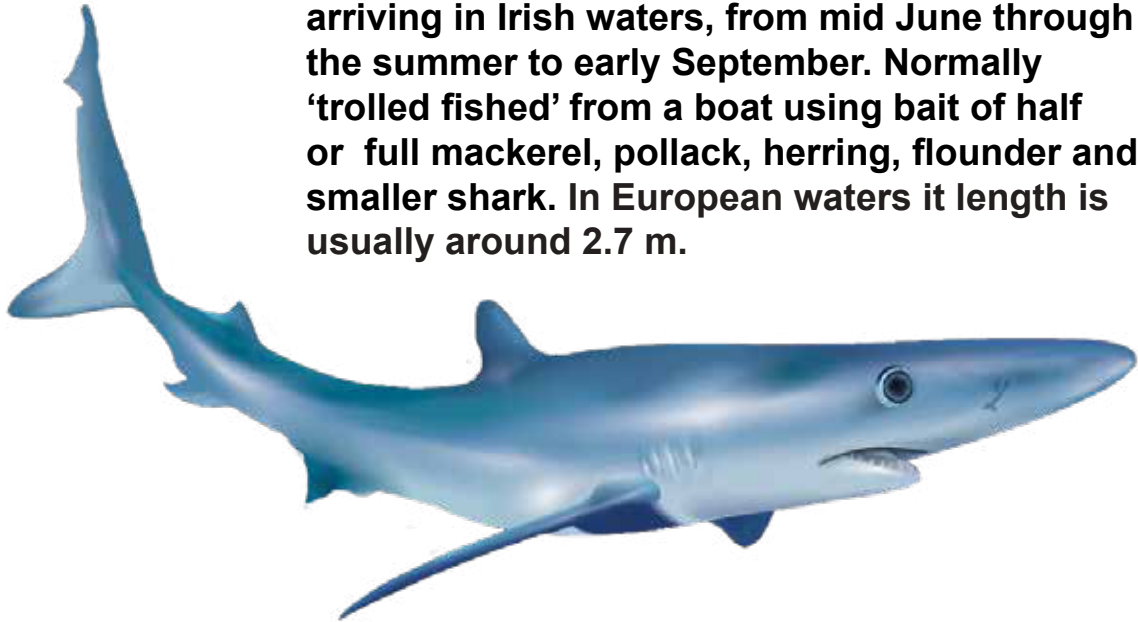 arriving in Irish waters, from mid June through
the summer to early September. Normally
‘trolled fished’ from a boat using bait of half
or  full mackerel, pollack, herring, flounder and
smaller shark. In European waters it length is
usually around 2.7 m.